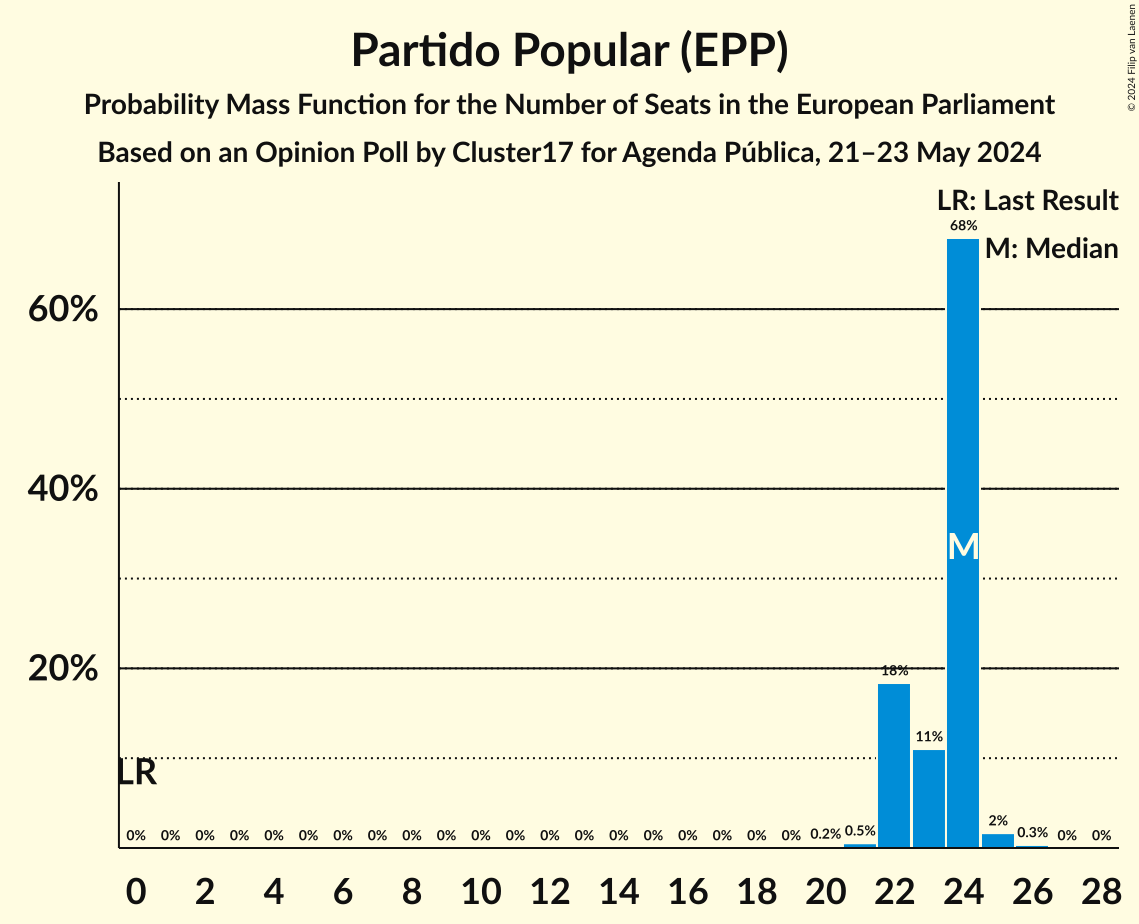 Partido Popular (EPP)
Probability Mass Function for the Number of Seats in the European Parliament
Based on an Opinion Poll by Cluster17 for Agenda Pública, 21–23 May 2024
© 2024 Filip van Laenen
LR: Last Result
M: Median
68%
60%
40%
M
20%
18%
11%
LR
0% 0% 0% 0% 0% 0% 0% 0% 0% 0% 0% 0% 0% 0% 0% 0% 0% 0% 0% 0% 0.2% 0.5% 2% 0.3% 0% 0%
0 2 4 6 8 10 12 14 16 18 20 22 24 26 28